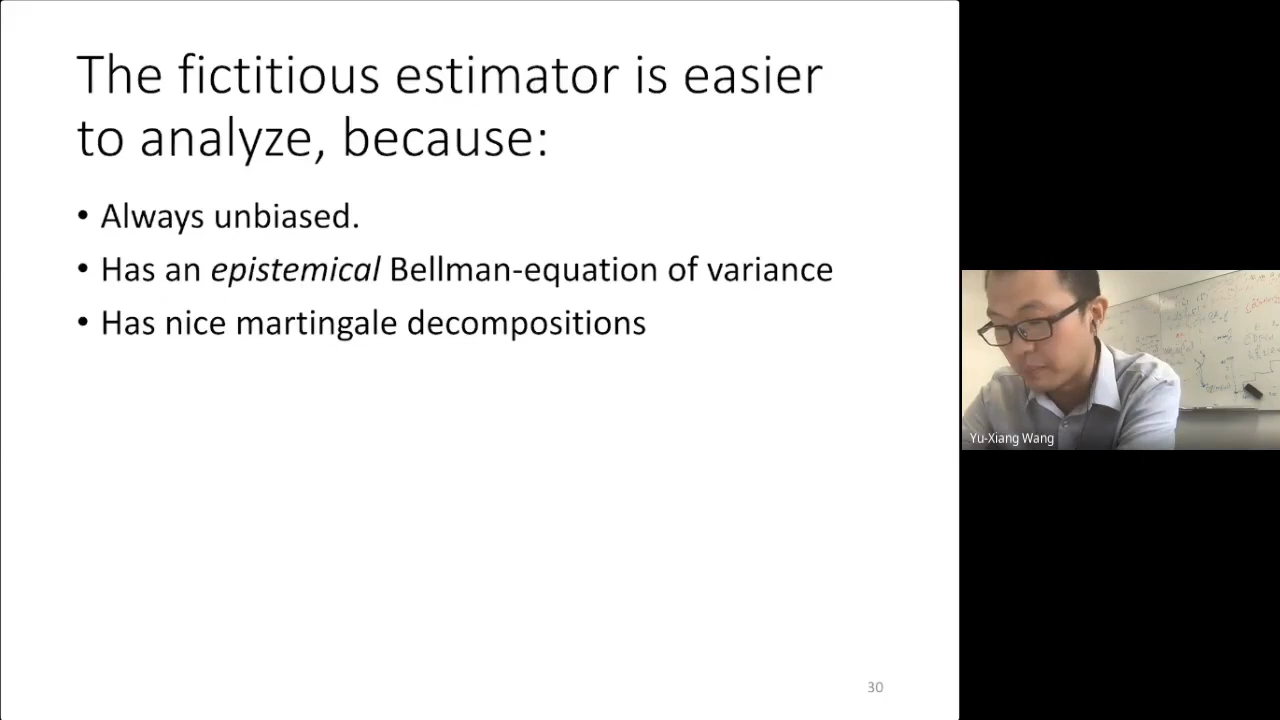 The fictitious estimator is easier
to analyze, because:
• Always unbiased.
• Has an epistemical Bellman-equation of variance
• Has nice martingale decompositions
30
Yu-Xiang Wang